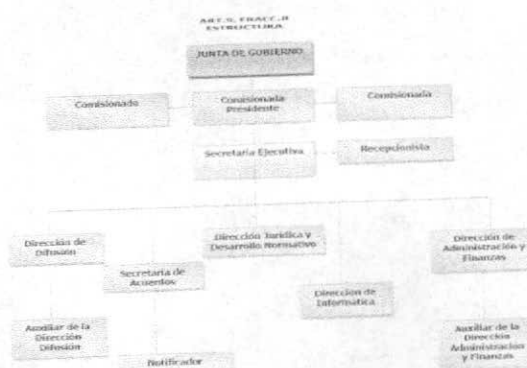 ART.9, FRACC..II
ESTRUCTURA
JUNTA DE GOBIERNO
Comisionado
Comisionada
Presidente
Comisionaria
Secretaria Ejecutiva
Recepcionista
Dirección de
Difusión
Secretaria de
Acuerdos
Dirección Jurídica y
Desarrollo Normativo
Dirección de
Informática
Dirección de
Administración y
Finanzas
Auxiliar de la
Dirección
Difusión
Notificador
Auxiliar de la
Dirección
Administración
y Finanzas